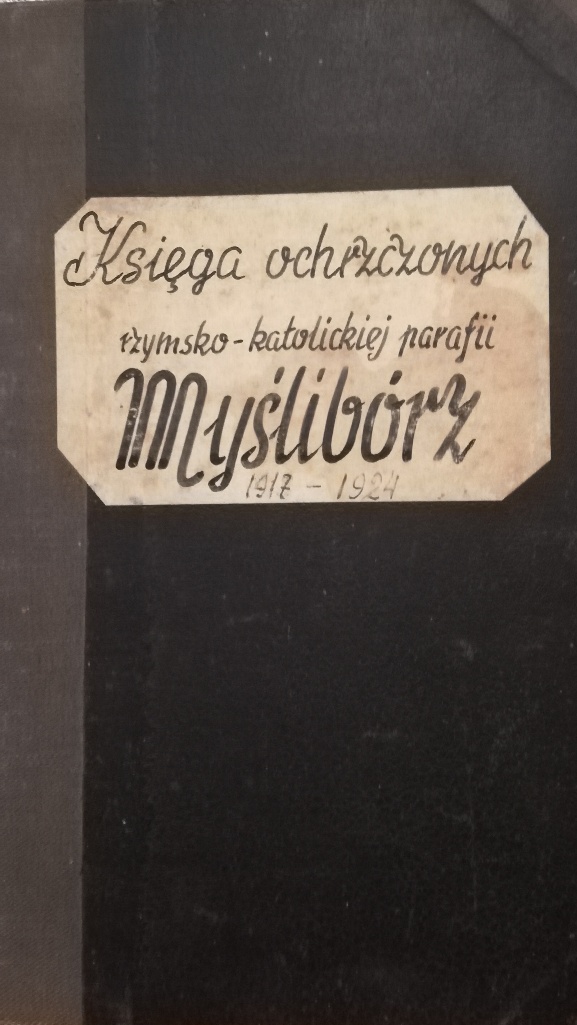 Księga ochrzczonych
rzymsko-katolickiej parafii
Myślibórz
1917 - 1924